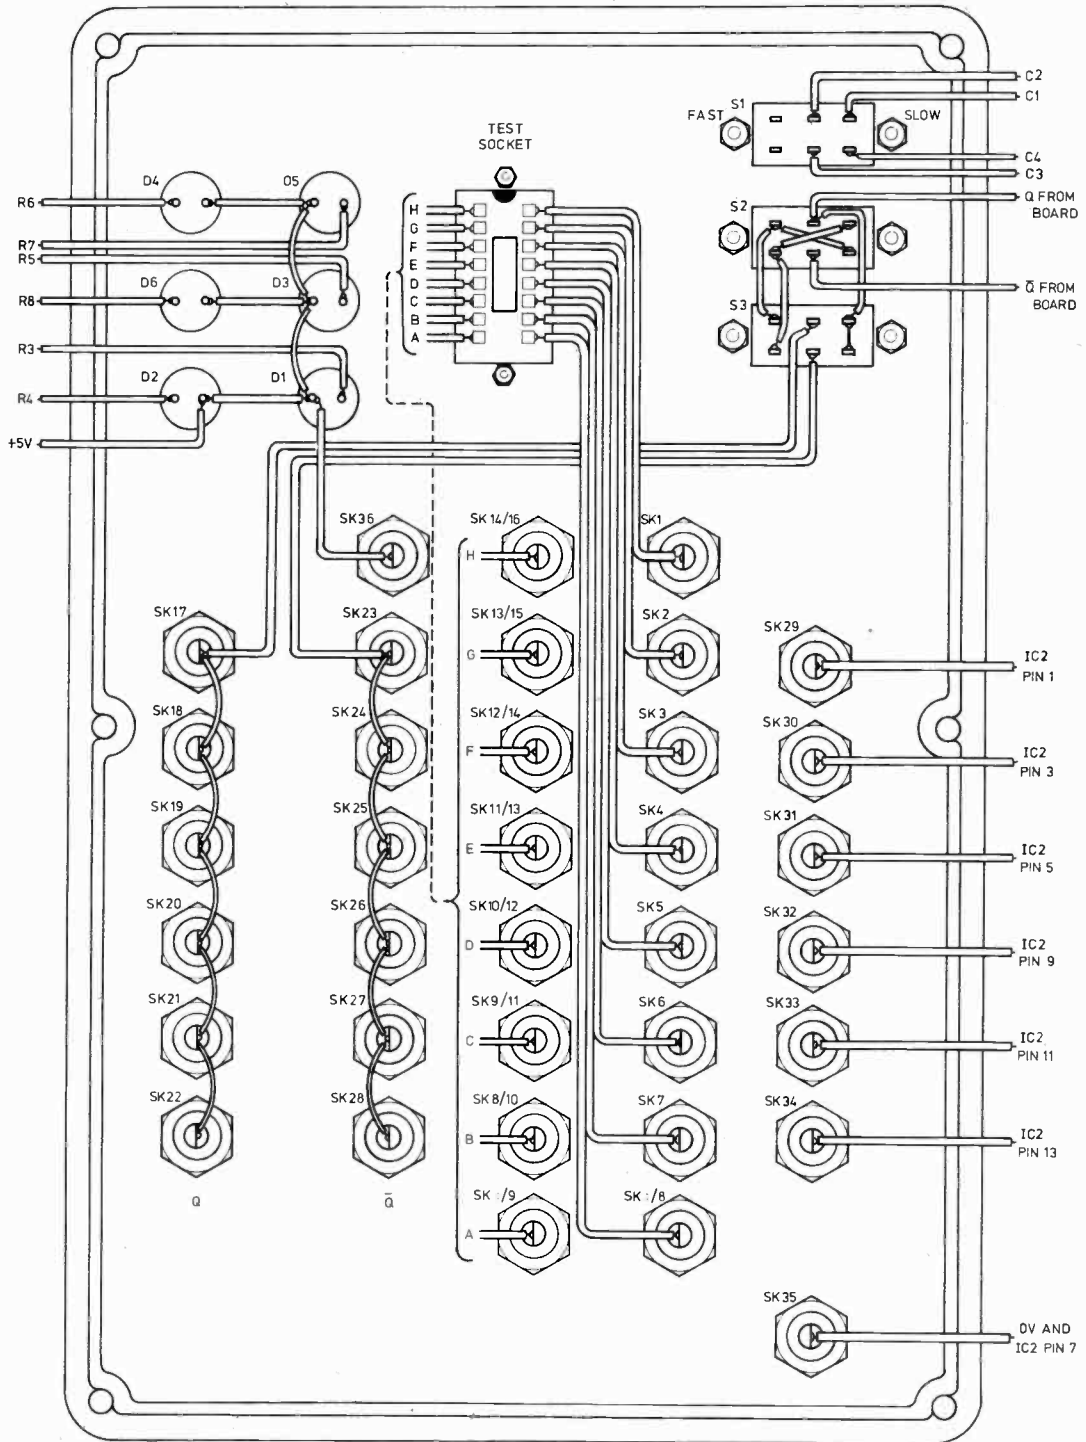 C2
C1
S1
FAST
SLOW
TEST
SOCKET
C4
C3
D4
O5
R6
H
G
F
E
D
C
B
A
S2
Q FROM
BOARD
R7
R5
D6
D3
R8
Q̄ FROM
BOARD
S3
R3
D2
D1
R4
+5V
SK36
SK14/16
SK1
H
SK17
SK23
SK13/15
SK2
SK29
G
IC2
PIN 1
SK18
SK24
SK12/14
SK3
SK30
F
IC2
PIN 3
SK19
SK25
SK11/13
SK4
SK31
E
IC2
PIN 5
SK20
SK26
SK10/12
SK5
SK32
D
IC2
PIN 9
SK21
SK27
SK9/11
SK6
SK33
C
IC2
PIN 11
SK22
SK28
SK8/10
SK7
SK34
B
IC2
PIN 13
Q
Q̄
SK :/9
SK :/8
A
SK35
0V AND
IC2 PIN 7